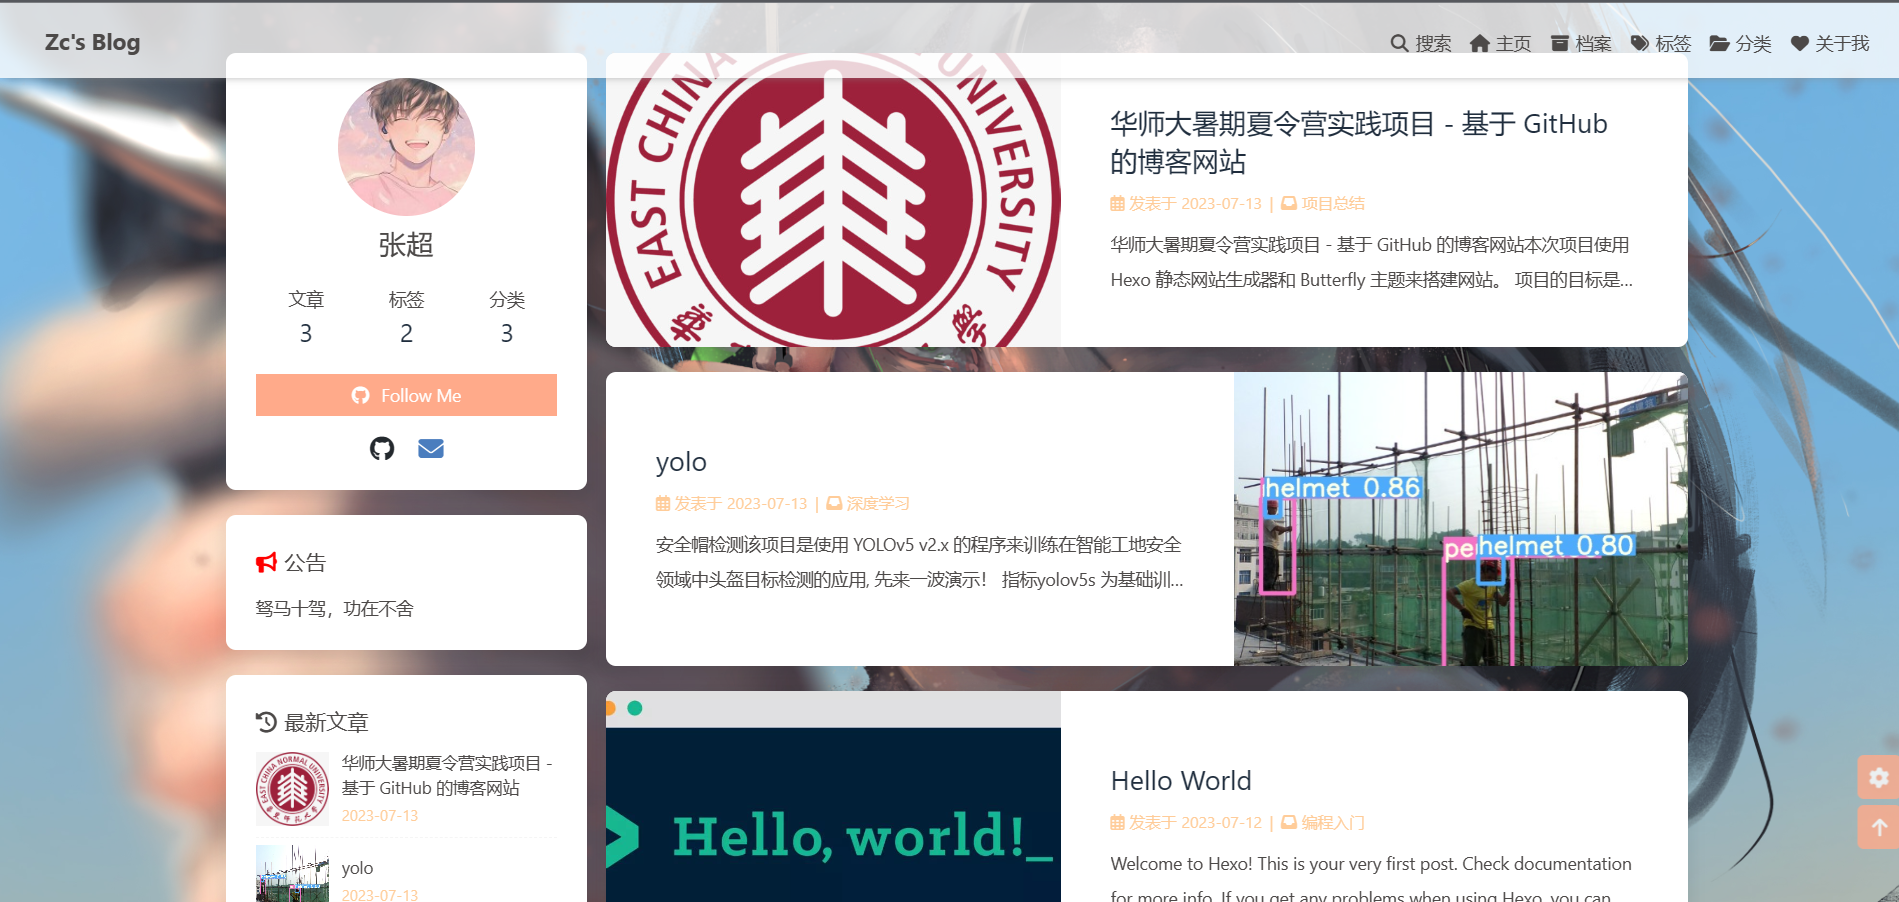 Zc's Blog
搜索 主页 档案 标签 分类 关于我
张超
文章 标签 分类
3 2 3
Follow Me
公告
驽马十驾，功在不舍
最新文章
EAST CHINA NORMAL UNIVERSITY
华师大暑期夏令营实践项目 -
基于 GitHub 的博客网站
2023-07-13
yolo
2023-07-13
EAST CHINA NORMAL UNIVERSITY
华师大暑期夏令营实践项目 - 基于 GitHub
的博客网站
发表于 2023-07-13 | 项目总结
华师大暑期夏令营实践项目 - 基于 GitHub 的博客网站本次项目使用
Hexo 静态网站生成器和 Butterfly 主题来搭建网站。 项目的目标是...
yolo
发表于 2023-07-13 | 深度学习
安全帽检测该项目是使用 YOLOv5 v2.x 的程序来训练在智能工地安全
领域中头盔目标检测的应用, 先来一波演示！ 指标yolov5s 为基础训...
helmet 0.86
pe helmet 0.80
> Hello, world!_
Hello World
发表于 2023-07-12 | 编程入门
Welcome to Hexo! This is your very first post. Check documentation
for more info. If you get any problems when using Hexo, you can